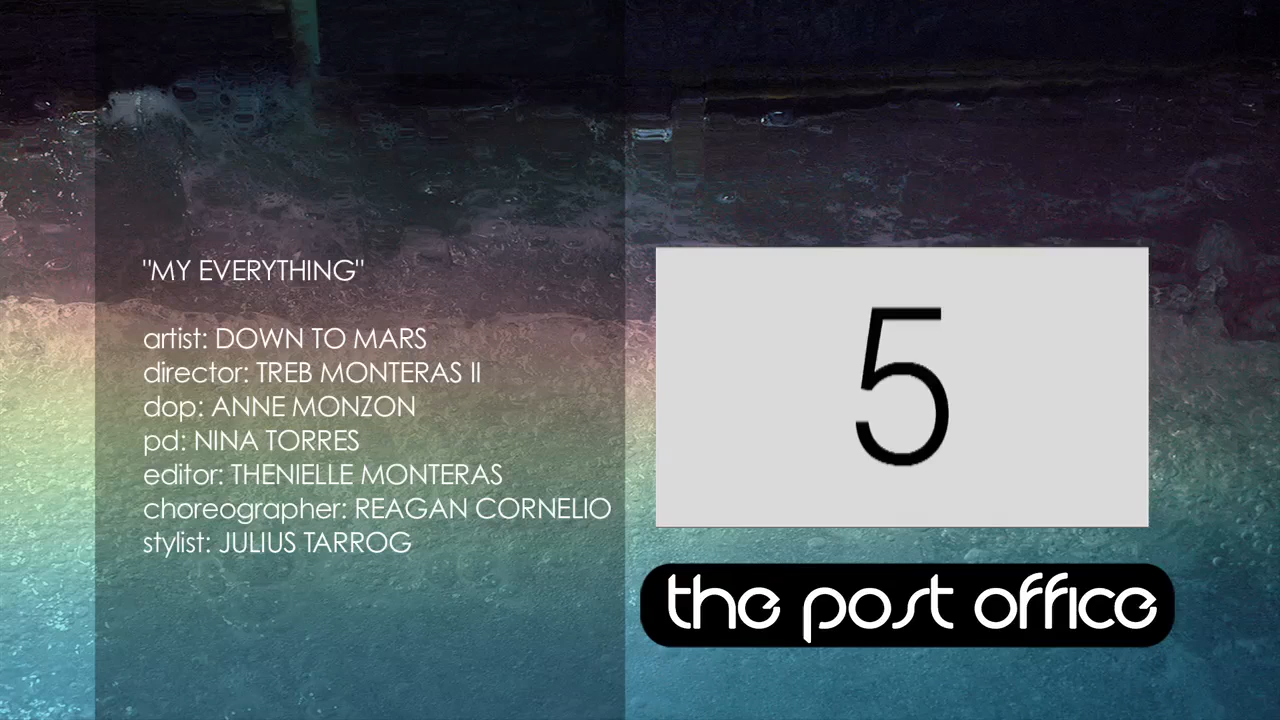 "MY EVERYTHING"
artist: DOWN TO MARS
director: TREB MONTERAS II
dop: ANNE MONZON
pd: NINA TORRES
editor: THENIELLE MONTERAS
choreographer: REAGAN CORNELIO
stylist: JULIUS TARROG
5
the post office